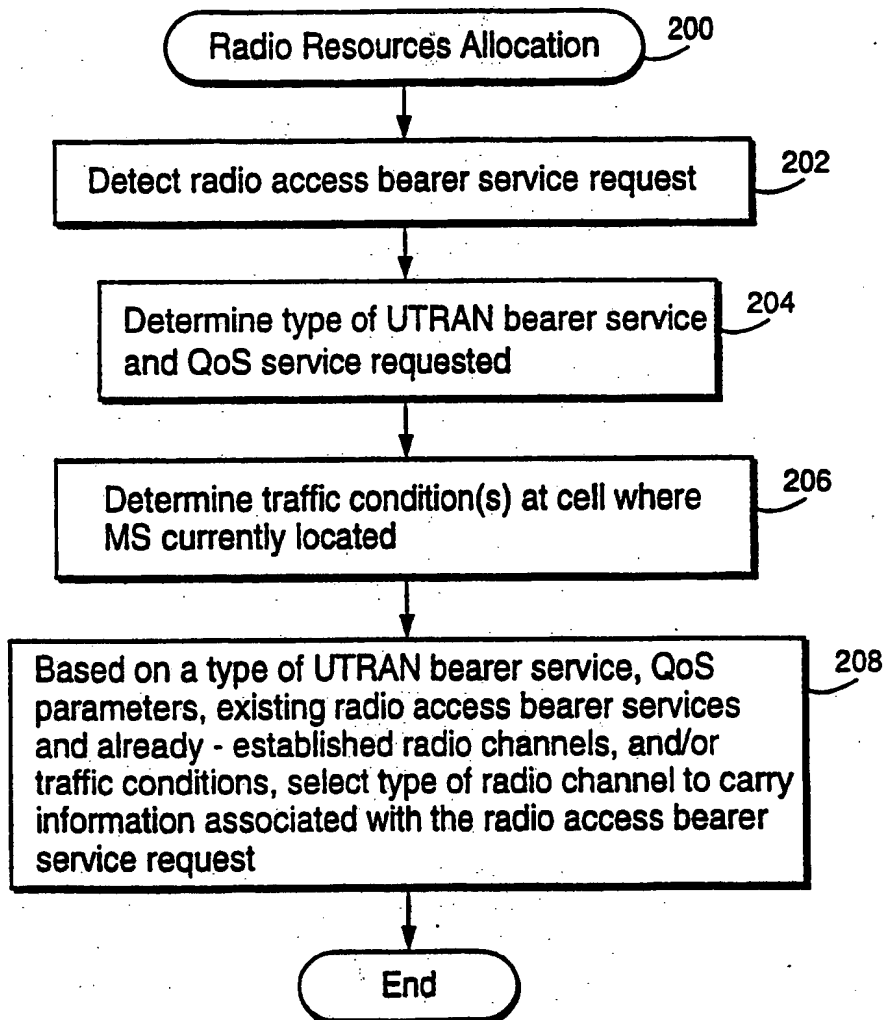 Radio Resources Allocation
200
Detect radio access bearer service request
202
Determine type of UTRAN bearer service
and QoS service requested
204
Determine traffic condition(s) at cell where
MS currently located
206
Based on a type of UTRAN bearer service, QoS
parameters, existing radio access bearer services
and already - established radio channels, and/or
traffic conditions, select type of radio channel to carry
information associated with the radio access bearer
service request
208
End